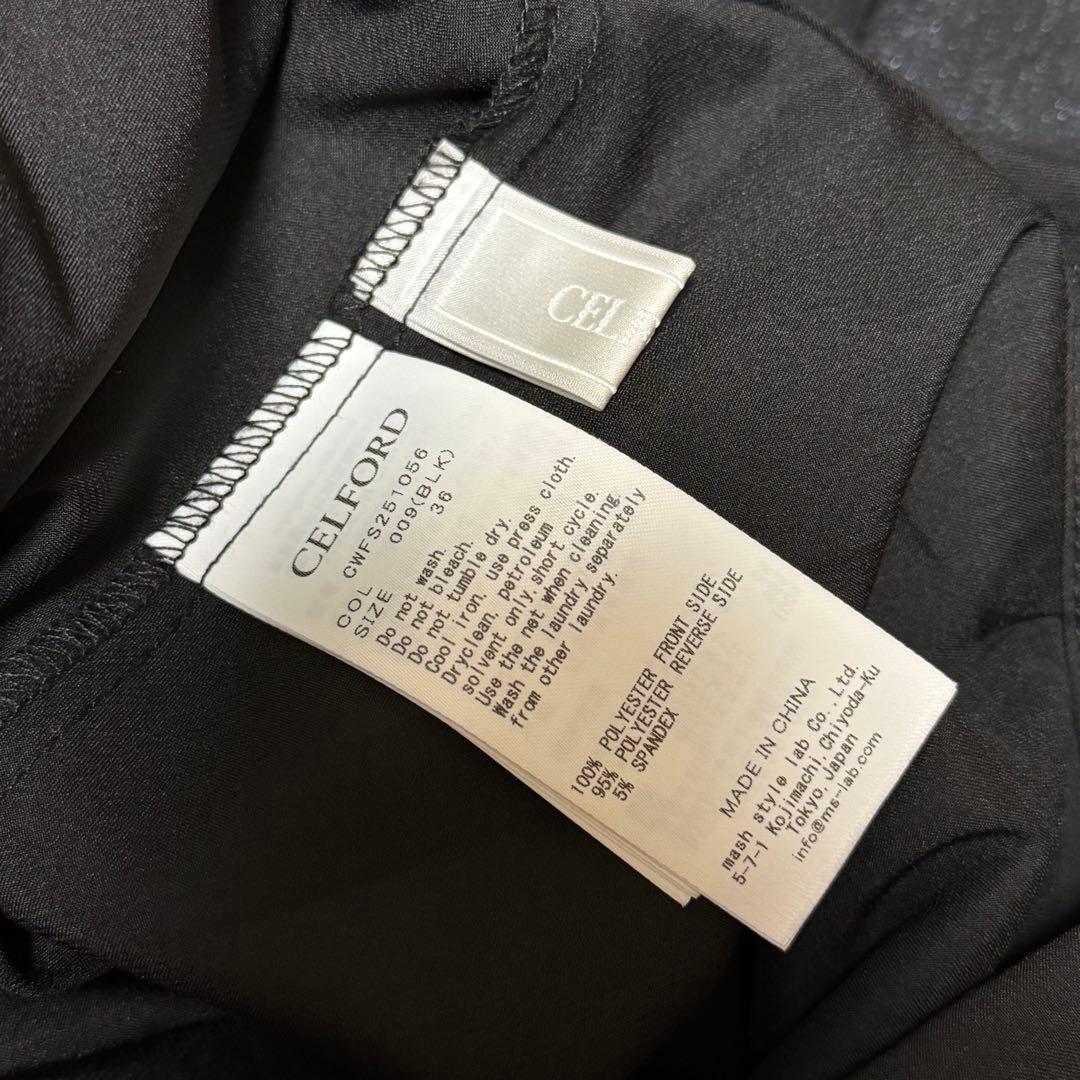 CEL
CELFORD
CWFS251056
COL 009(BLK)
SIZE 36
Do not wash.
Do not bleach.
Do not tumble dry.
Cool iron, use press cloth.
Dryclean, petroleum
solvent only,short cycle.
Use the net when cleaning
Wash the laundry separately
from other laundry.
100% POLYESTER FRONT SIDE
95% POLYESTER REVERSE SIDE
5% SPANDEX
MADE IN CHINA
mash style lab Co.,Ltd.
5-7-1 Kojimachi,Chiyoda-Ku
Tokyo,Japan
info@ms-lab.com